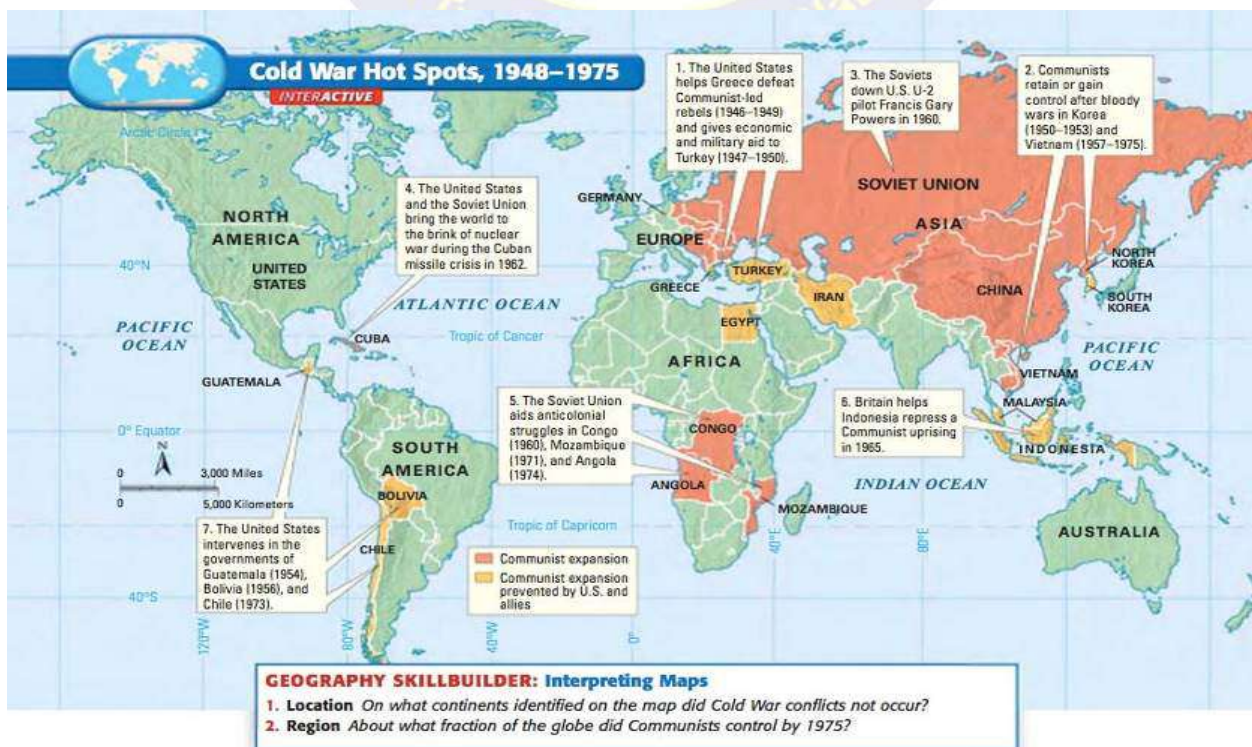 Cold War Hot Spots, 1948–1975
INTERACTIVE
1. The United States
helps Greece defeat
Communist-led
rebels (1946–1949)
and gives economic
and military aid to
Turkey (1947–1950).
3. The Soviets
down U.S. U-2
pilot Francis Gary
Powers in 1960.
2. Communists
retain or gain
control after bloody
wars in Korea
(1950–1953) and
Vietnam (1957–1975).
Arctic Circle
4. The United States
and the Soviet Union
bring the world to
the brink of nuclear
war during the Cuban
missile crisis in 1962.
GERMANY
SOVIET UNION
NORTH
AMERICA
EUROPE
ASIA
40°N
UNITED
STATES
GREECE
TURKEY
IRAN
CHINA
NORTH
KOREA
SOUTH
KOREA
ATLANTIC OCEAN
PACIFIC
OCEAN
CUBA
Tropic of Cancer
EGYPT
AFRICA
PACIFIC
OCEAN
GUATEMALA
VIETNAM
MALAYSIA
5. The Soviet Union
aids anticolonial
struggles in Congo
(1960), Mozambique
(1971), and Angola
(1974).
6. Britain helps
Indonesia repress a
Communist uprising
in 1965.
0° Equator
CONGO
INDONESIA
N
SOUTH
AMERICA
0 3,000 Miles
0 5,000 Kilometers
ANGOLA
INDIAN OCEAN
BOLIVIA
MOZAMBIQUE
Tropic of Capricorn
AUSTRALIA
7. The United States
intervenes in the
governments of
Guatemala (1954),
Bolivia (1956), and
Chile (1973).
CHILE
Communist expansion
Communist expansion
prevented by U.S. and
allies
40°S
120°W
80°W
40°W
0°
40°E
80°E
GEOGRAPHY SKILLBUILDER: Interpreting Maps
1. Location On what continents identified on the map did Cold War conflicts not occur?
2. Region About what fraction of the globe did Communists control by 1975?